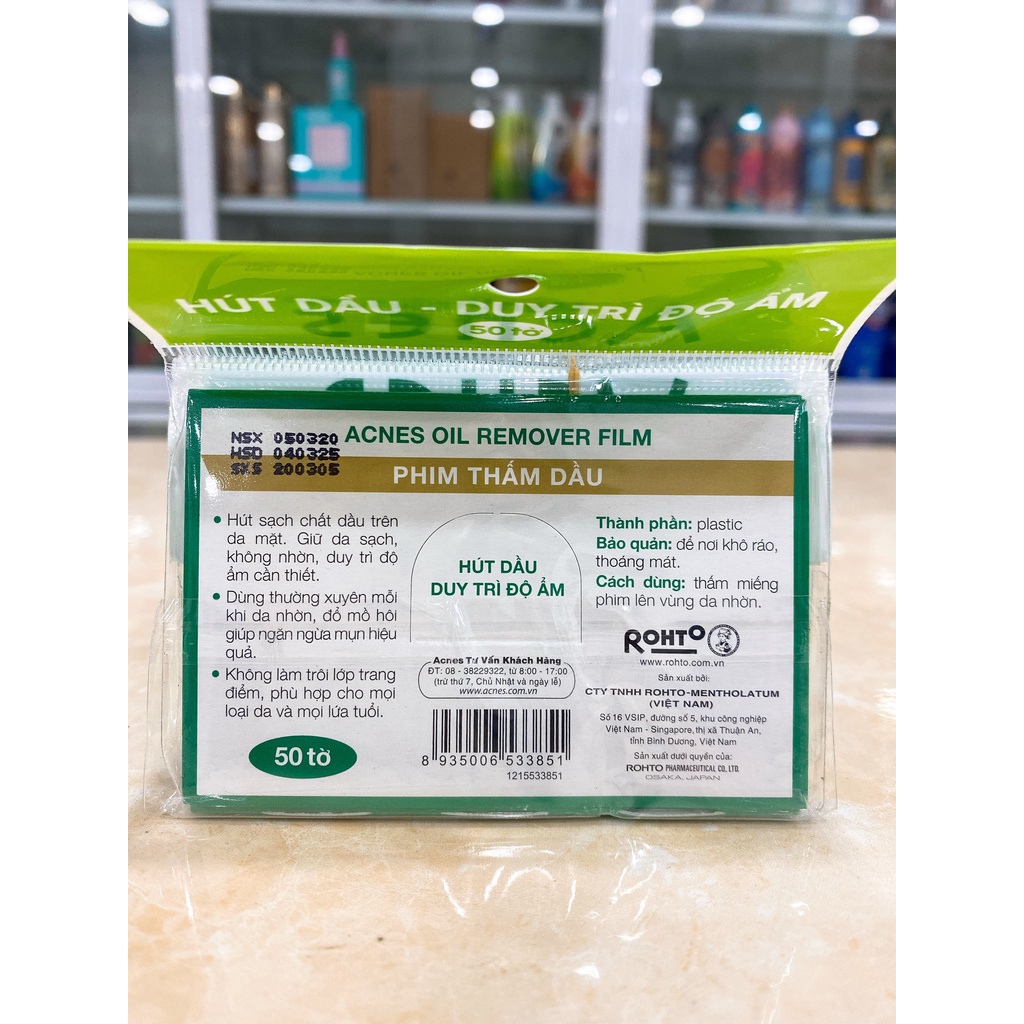 HÚT DẦU - DUY TRÌ ĐỘ ẨM
50 tờ
NSX 050320
HSD 040325
SKS 200305
ACNES OIL REMOVER FILM
PHIM THẤM DẦU
• Hút sạch chất dầu trên
da mặt. Giữ da sạch,
không nhờn, duy trì độ
ẩm cần thiết.
• Dùng thường xuyên mỗi
khi da nhờn, đổ mồ hôi
giúp ngăn ngừa mụn hiệu
quả.
• Không làm trôi lớp trang
điểm, phù hợp cho mọi
loại da và mọi lứa tuổi.
50 tờ
HÚT DẦU
DUY TRÌ ĐỘ ẨM
Acnes Tư Vấn Khách Hàng
ĐT: 08 - 38229322, từ 8:00 - 17:00
(trừ thứ 7, Chủ Nhật và ngày lễ)
www.acnes.com.vn
8 935006 533851
1215533851
Thành phần: plastic
Bảo quản: để nơi khô ráo,
thoáng mát.
Cách dùng: thấm miếng
phim lên vùng da nhờn.
ROHTO
www.rohto.com.vn
Sản xuất bởi:
CTY TNHH ROHTO-MENTHOLATUM
(VIỆT NAM)
Số 16 VSIP, đường số 5, khu công nghiệp
Việt Nam - Singapore, thị xã Thuận An,
tỉnh Bình Dương, Việt Nam
Sản xuất dưới quyền của:
ROHTO PHARMACEUTICAL CO, LTD.
OSAKA, JAPAN